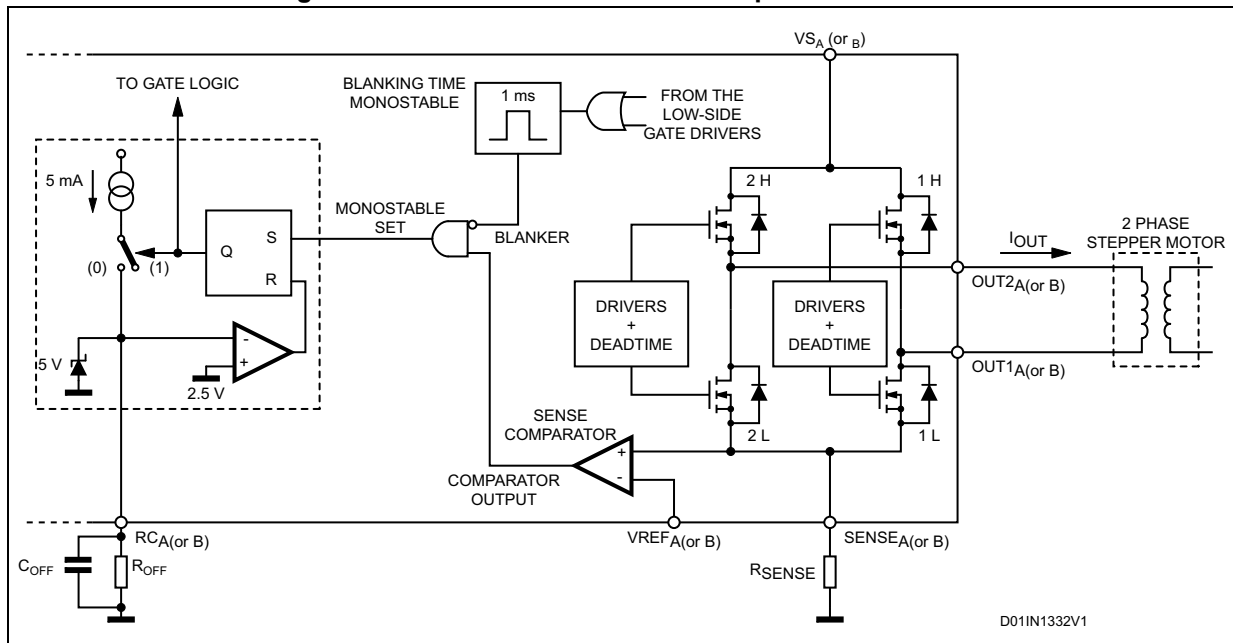 VSA (or B)
TO GATE LOGIC
BLANKING TIME
MONOSTABLE
1 ms
FROM THE
LOW-SIDE
GATE DRIVERS
5 mA
2 H
1 H
MONOSTABLE
SET
BLANKER
IOUT
2 PHASE
STEPPER MOTOR
Q
S
R
(0)
(1)
OUT2A(or B)
DRIVERS
+
DEADTIME
DRIVERS
+
DEADTIME
5 V
-
+
2.5 V
OUT1A(or B)
SENSE
COMPARATOR
2 L
1 L
+
-
COMPARATOR
OUTPUT
RCA(or B)
VREFA(or B)
SENSEA(or B)
COFF
ROFF
RSENSE
D01IN1332V1